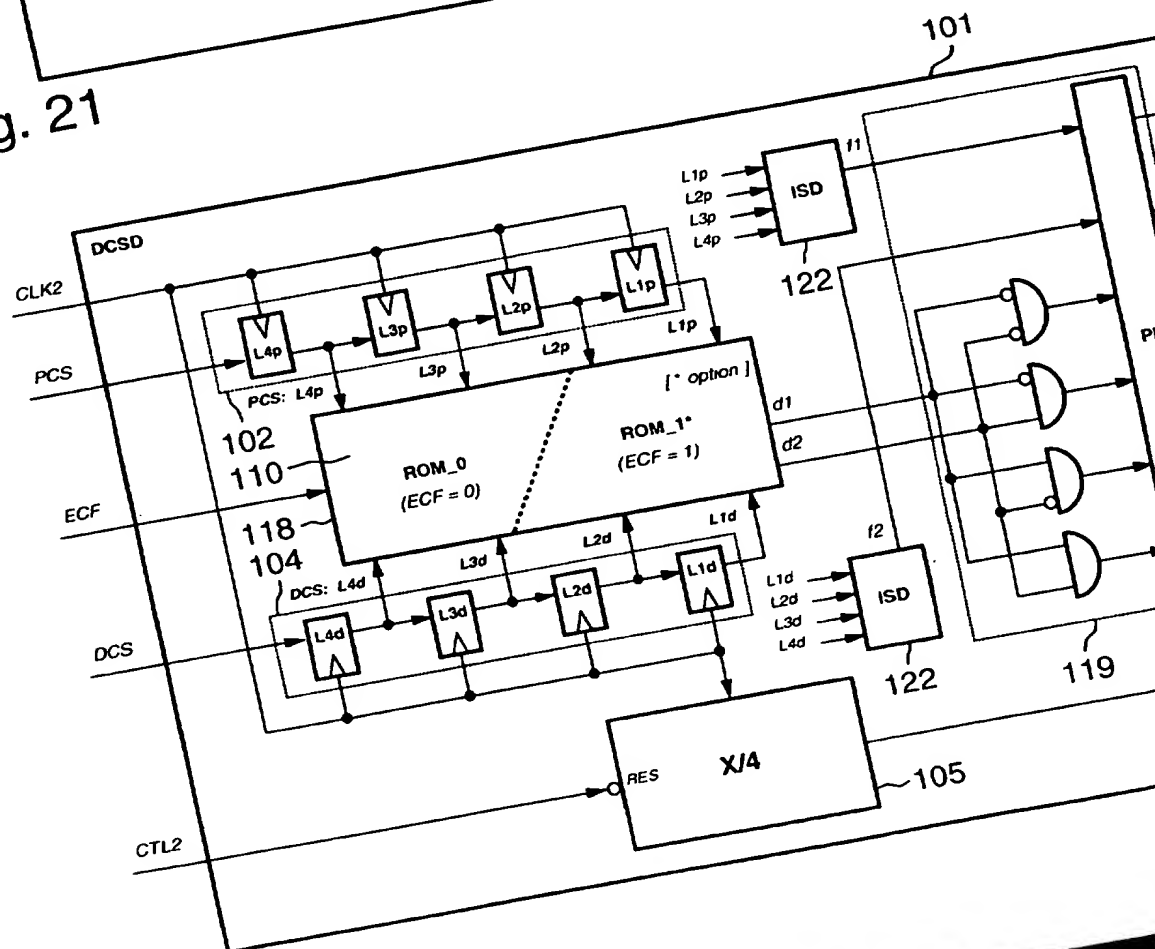 g. 21
101
DCSD
CLK2
PCS
ECF
DCS
CTL2
L4p
L3p
L2p
L1p
L1p
L2p
L3p
L4p
ISD
f1
122
PCS: L4p
L3p
L2p
L1p
102
110
118
104
ROM_0
(ECF = 0)
ROM_1*
(ECF = 1)
[* option ]
d1
d2
DCS: L4d
L3d
L2d
L1d
L4d
L3d
L2d
L1d
L1d
L2d
L3d
L4d
ISD
f2
122
119
RES
X/4
105